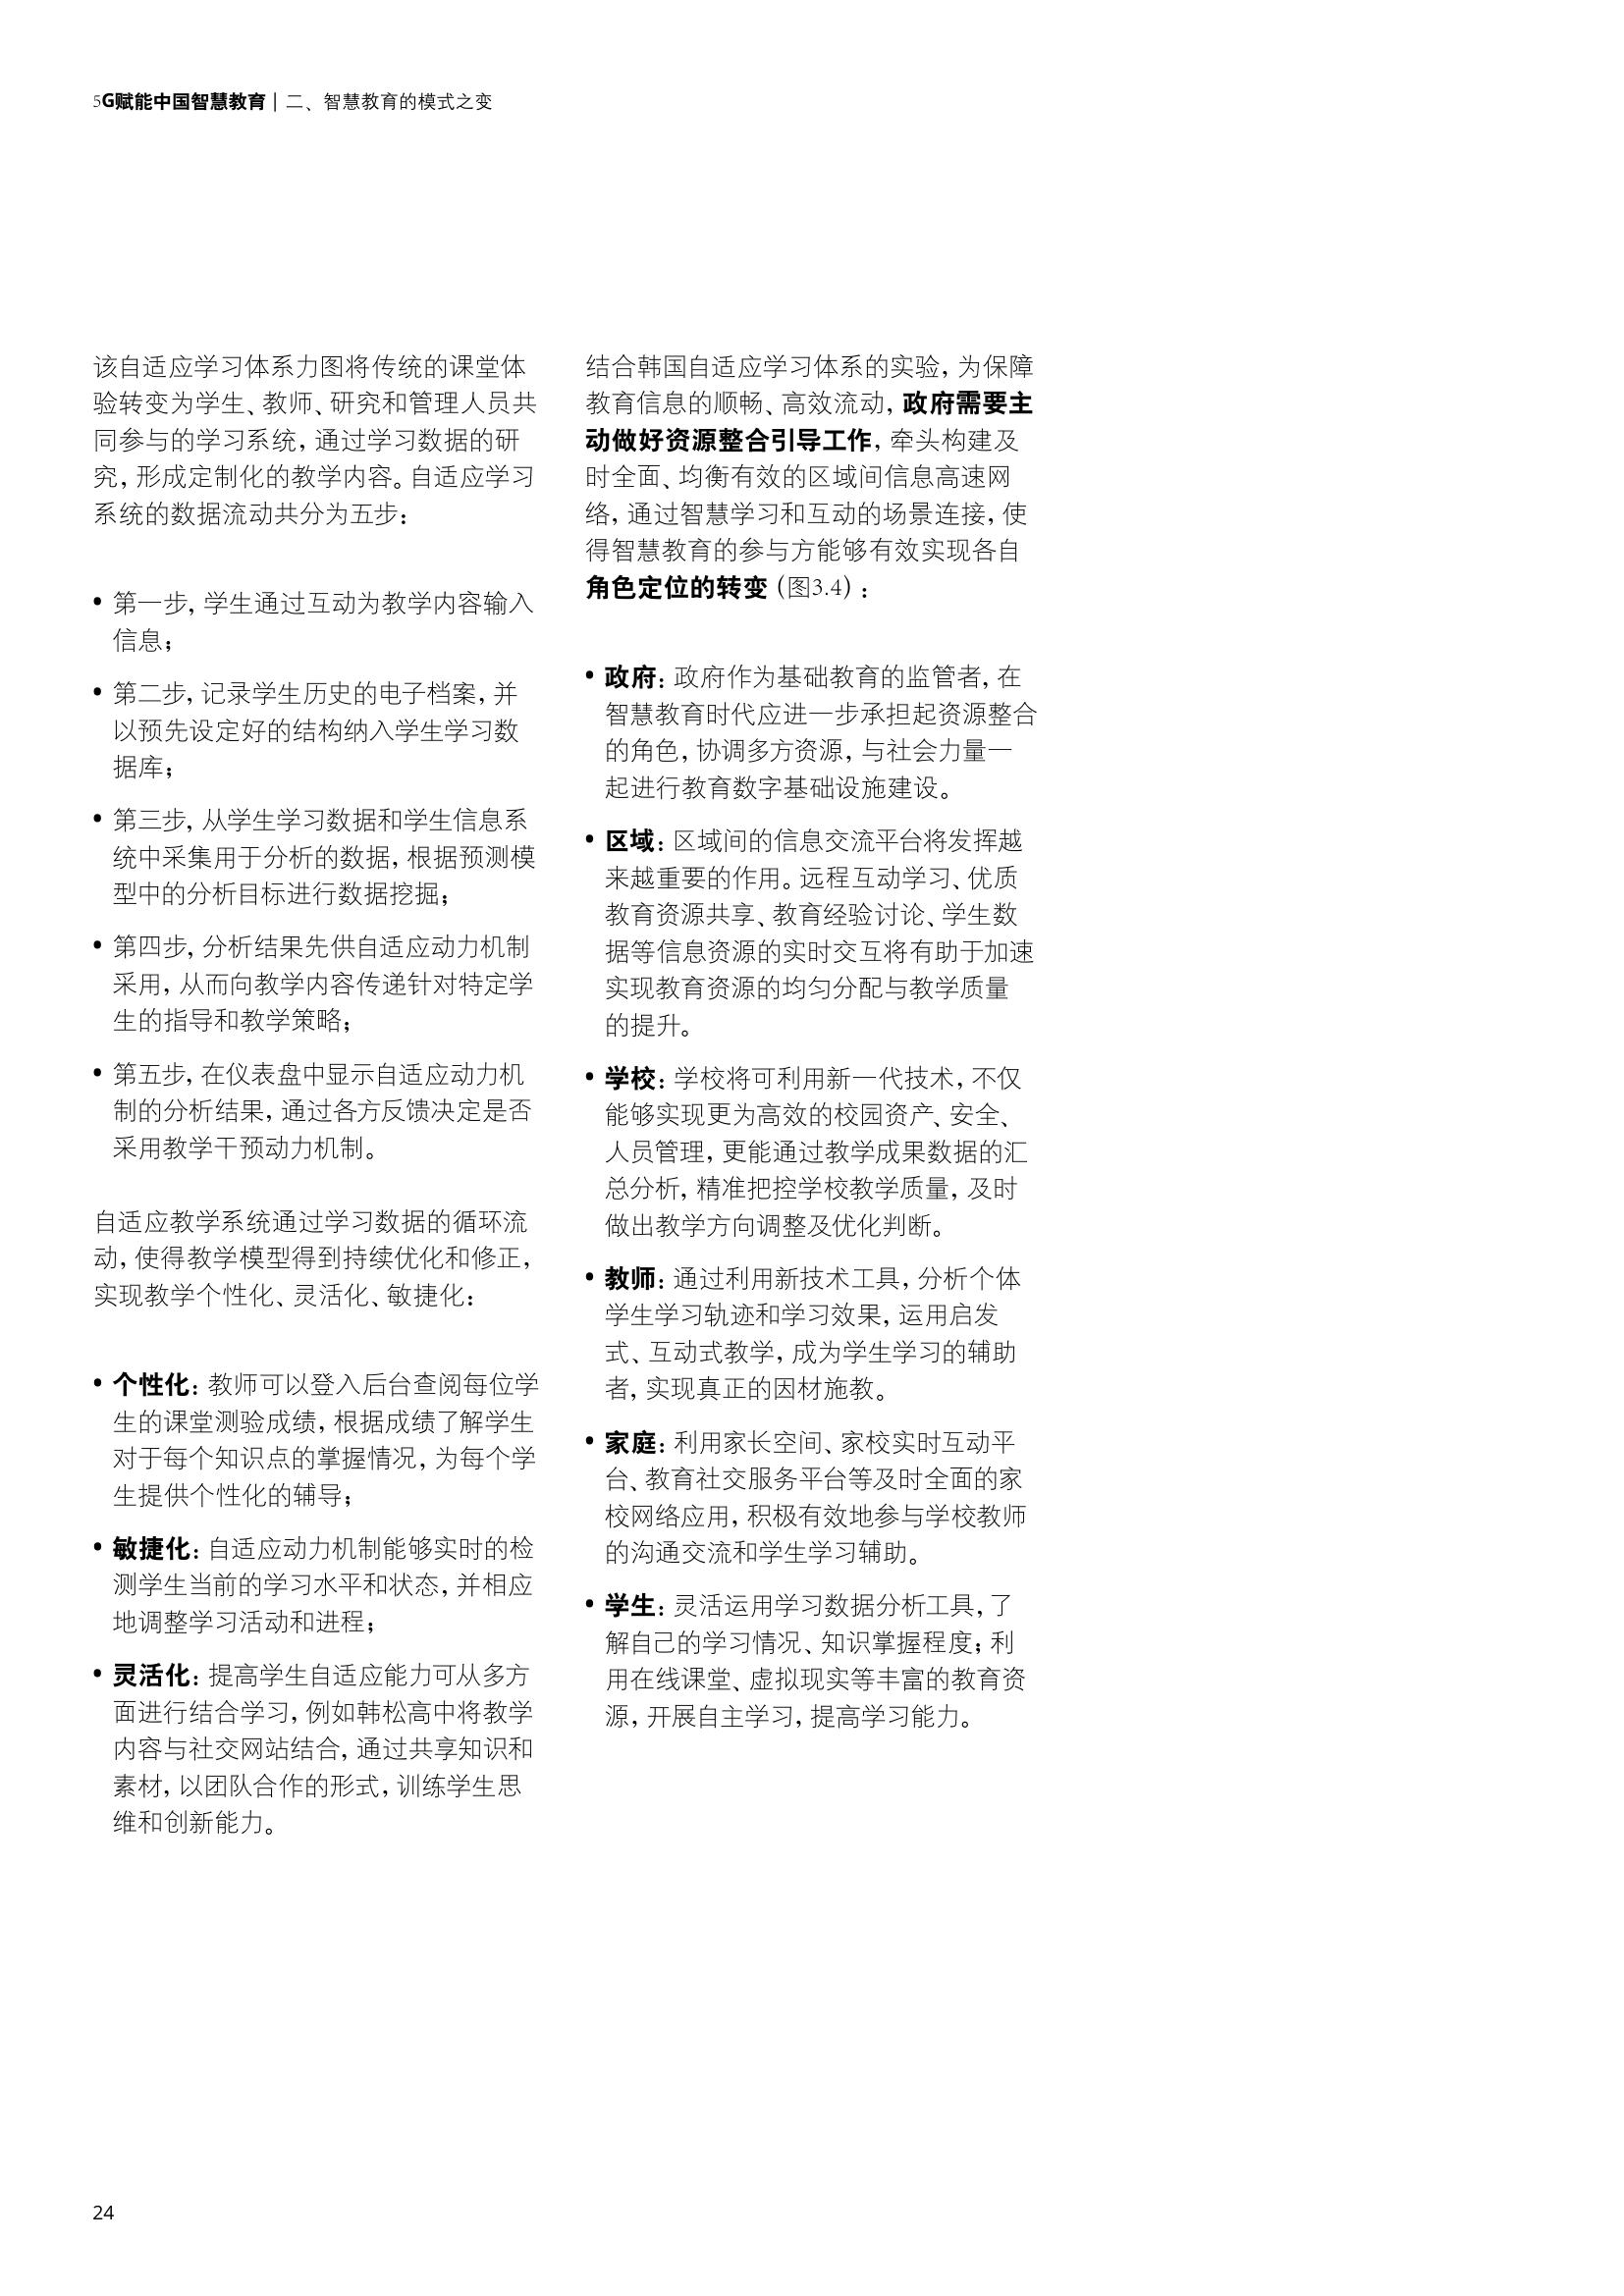 5G赋能中国智慧教育 | 二、智慧教育的模式之变
该自适应学习体系力图将传统的课堂体
验转变为学生、教师、研究和管理人员共
同参与的学习系统，通过学习数据的研
究，形成定制化的教学内容。自适应学习
系统的数据流动共分为五步：
• 第一步，学生通过互动为教学内容输入
信息；
• 第二步，记录学生历史的电子档案，并
以预先设定好的结构纳入学生学习数
据库；
• 第三步，从学生学习数据和学生信息系
统中采集用于分析的数据，根据预测模
型中的分析目标进行数据挖掘；
• 第四步，分析结果先供自适应动力机制
采用，从而向教学内容传递针对特定学
生的指导和教学策略；
• 第五步，在仪表盘中显示自适应动力机
制的分析结果，通过各方反馈决定是否
采用教学干预动力机制。
自适应教学系统通过学习数据的循环流
动，使得教学模型得到持续优化和修正，
实现教学个性化、灵活化、敏捷化：
• 个性化：教师可以登入后台查阅每位学
生的课堂测验成绩，根据成绩了解学生
对于每个知识点的掌握情况，为每个学
生提供个性化的辅导；
• 敏捷化：自适应动力机制能够实时的检
测学生当前的学习水平和状态，并相应
地调整学习活动和进程；
• 灵活化：提高学生自适应能力可从多方
面进行结合学习，例如韩松高中将教学
内容与社交网站结合，通过共享知识和
素材，以团队合作的形式，训练学生思
维和创新能力。
结合韩国自适应学习体系的实验，为保障
教育信息的顺畅、高效流动，政府需要主
动做好资源整合引导工作，牵头构建及
时全面、均衡有效的区域间信息高速网
络，通过智慧学习和互动的场景连接，使
得智慧教育的参与方能够有效实现各自
角色定位的转变（图3.4）：
• 政府：政府作为基础教育的监管者，在
智慧教育时代应进一步承担起资源整合
的角色，协调多方资源，与社会力量一
起进行教育数字基础设施建设。
• 区域：区域间的信息交流平台将发挥越
来越重要的作用。远程互动学习、优质
教育资源共享、教育经验讨论、学生数
据等信息资源的实时交互将有助于加速
实现教育资源的均匀分配与教学质量
的提升。
• 学校：学校将可利用新一代技术，不仅
能够实现更为高效的校园资产、安全、
人员管理，更能通过教学成果数据的汇
总分析，精准把控学校教学质量，及时
做出教学方向调整及优化判断。
• 教师：通过利用新技术工具，分析个体
学生学习轨迹和学习效果，运用启发
式、互动式教学，成为学生学习的辅助
者，实现真正的因材施教。
• 家庭：利用家长空间、家校实时互动平
台、教育社交服务平台等及时全面的家
校网络应用，积极有效地参与学校教师
的沟通交流和学生学习辅助。
• 学生：灵活运用学习数据分析工具，了
解自己的学习情况、知识掌握程度；利
用在线课堂、虚拟现实等丰富的教育资
源，开展自主学习，提高学习能力。
24